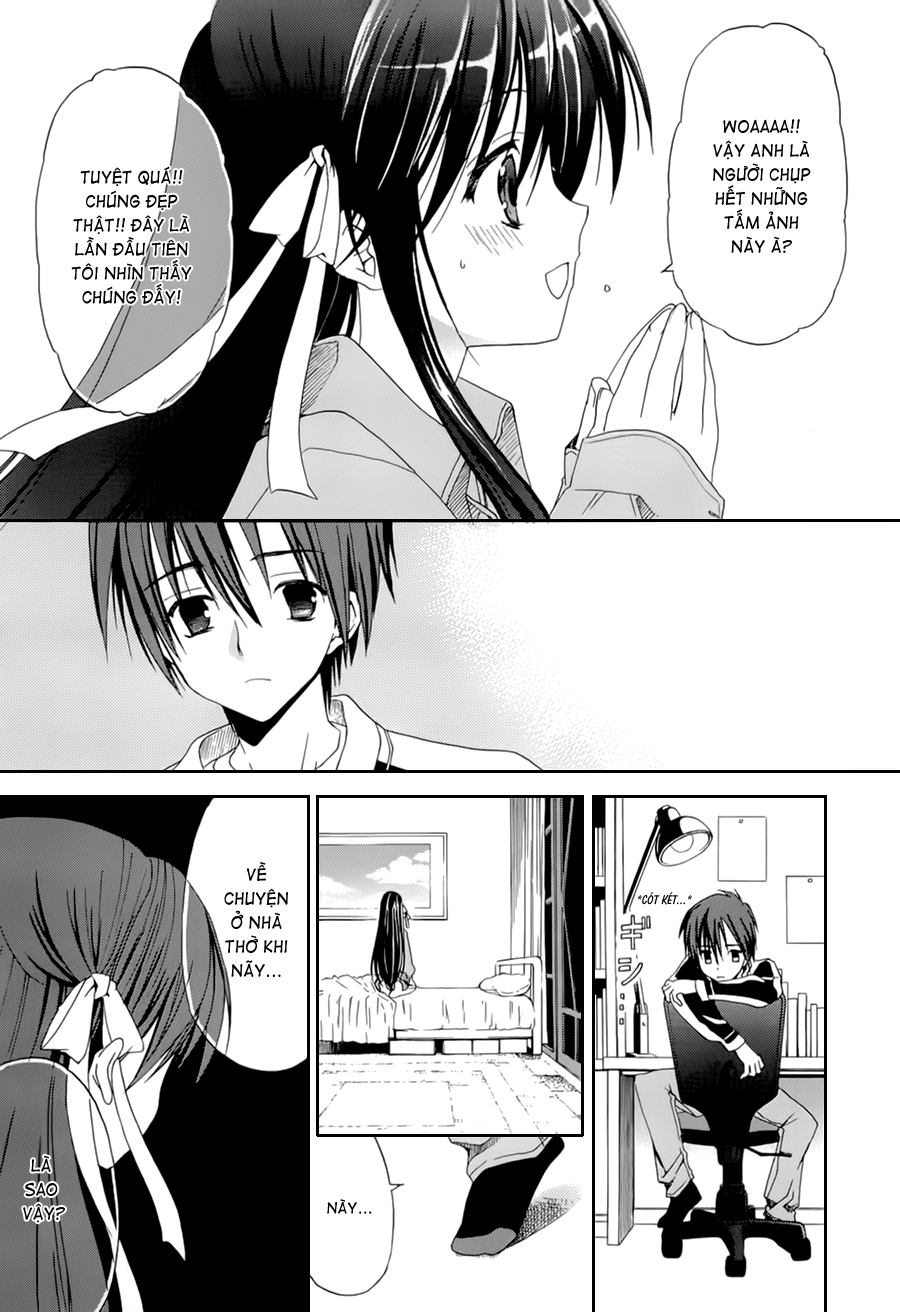 WOAAAA!!
VẬY ANH LÀ
NGƯỜI CHỤP
HẾT NHỮNG
TẤM ẢNH
NÀY À?
TUYỆT QUÁ!!
CHÚNG ĐẸP
THẬT!! ĐÂY LÀ
LẦN ĐẦU TIÊN
TÔI NHÌN THẤY
CHÚNG ĐẤY!
*CÓT KÉT...*
ギシ...
NÀY...
VỀ
CHUYỆN
Ở NHÀ
THỜ KHI
NÃY...
LÀ
SAO
VẬY?